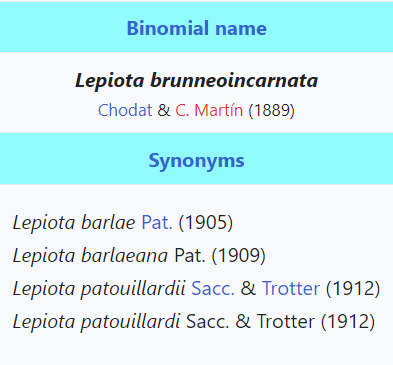 Binomial name
Lepiota brunneoincarnata
Chodat & C. Martín (1889)
Synonyms
Lepiota barlae Pat. (1905)
Lepiota barlaeana Pat. (1909)
Lepiota patouillardii Sacc. & Trotter (1912)
Lepiota patouillardi Sacc. & Trotter (1912)